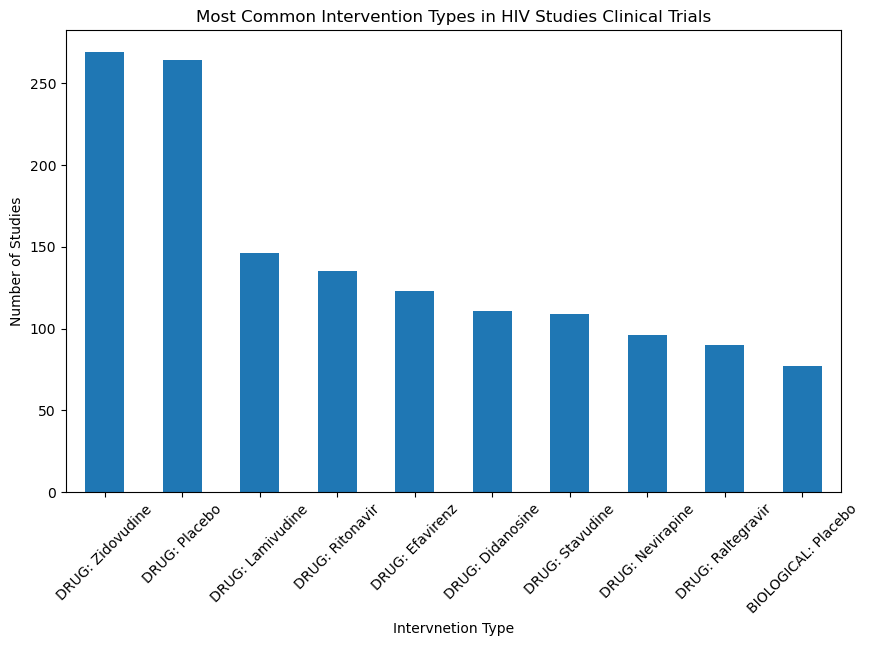 Most Common Intervention Types in HIV Studies Clinical Trials
Number of Studies
250
200
150
100
50
0
DRUG: Zidovudine
DRUG: Placebo
DRUG: Lamivudine
DRUG: Ritonavir
DRUG: Efavirenz
DRUG: Didanosine
DRUG: Stavudine
DRUG: Nevirapine
DRUG: Raltegravir
BIOLOGICAL: Placebo
Intervnetion Type